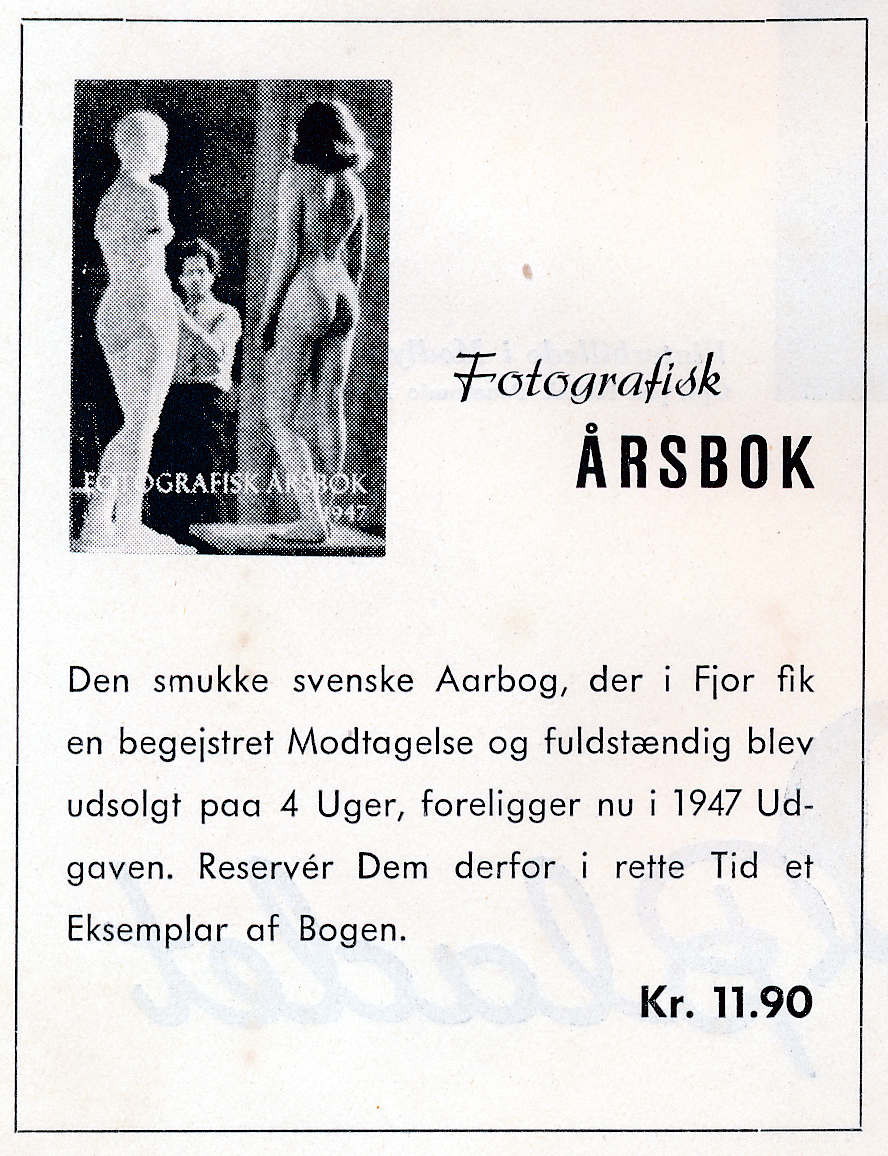 FOTOGRAFISK ÅRSBOK
1947
Fotografisk
ÅRSBOK
Den smukke svenske Aarbog, der i Fjor fik
en begejstret Modtagelse og fuldstændig blev
udsolgt paa 4 Uger, foreligger nu i 1947 Ud-
gaven. Reservér Dem derfor i rette Tid et
Eksemplar af Bogen.
Kr. 11.90